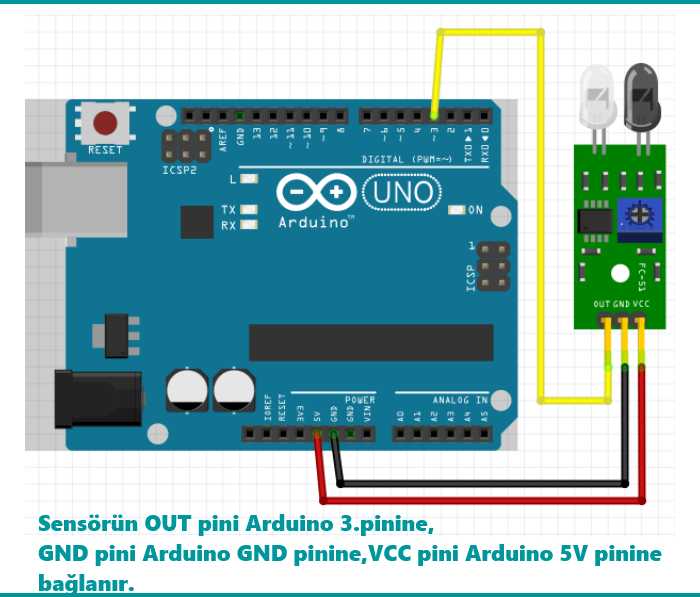 RESET
ICSP2
AREF
GND
13
12
~11
~10
~9
8
7
~6
~5
4
~3
2
TX0▶1
RX0◀0
DIGITAL (PWM=~)
L
TX
RX
UNO
Arduino™
ON
1
ICSP
FC-51
OUT GND VCC
POWER
ANALOG IN
IOREF
RESET
3V3
5V
GND
GND
VIN
A0
A1
A2
A3
A4
A5
Sensörün OUT pini Arduino 3.pinine,
GND pini Arduino GND pinine,VCC pini Arduino 5V pinine
bağlanır.